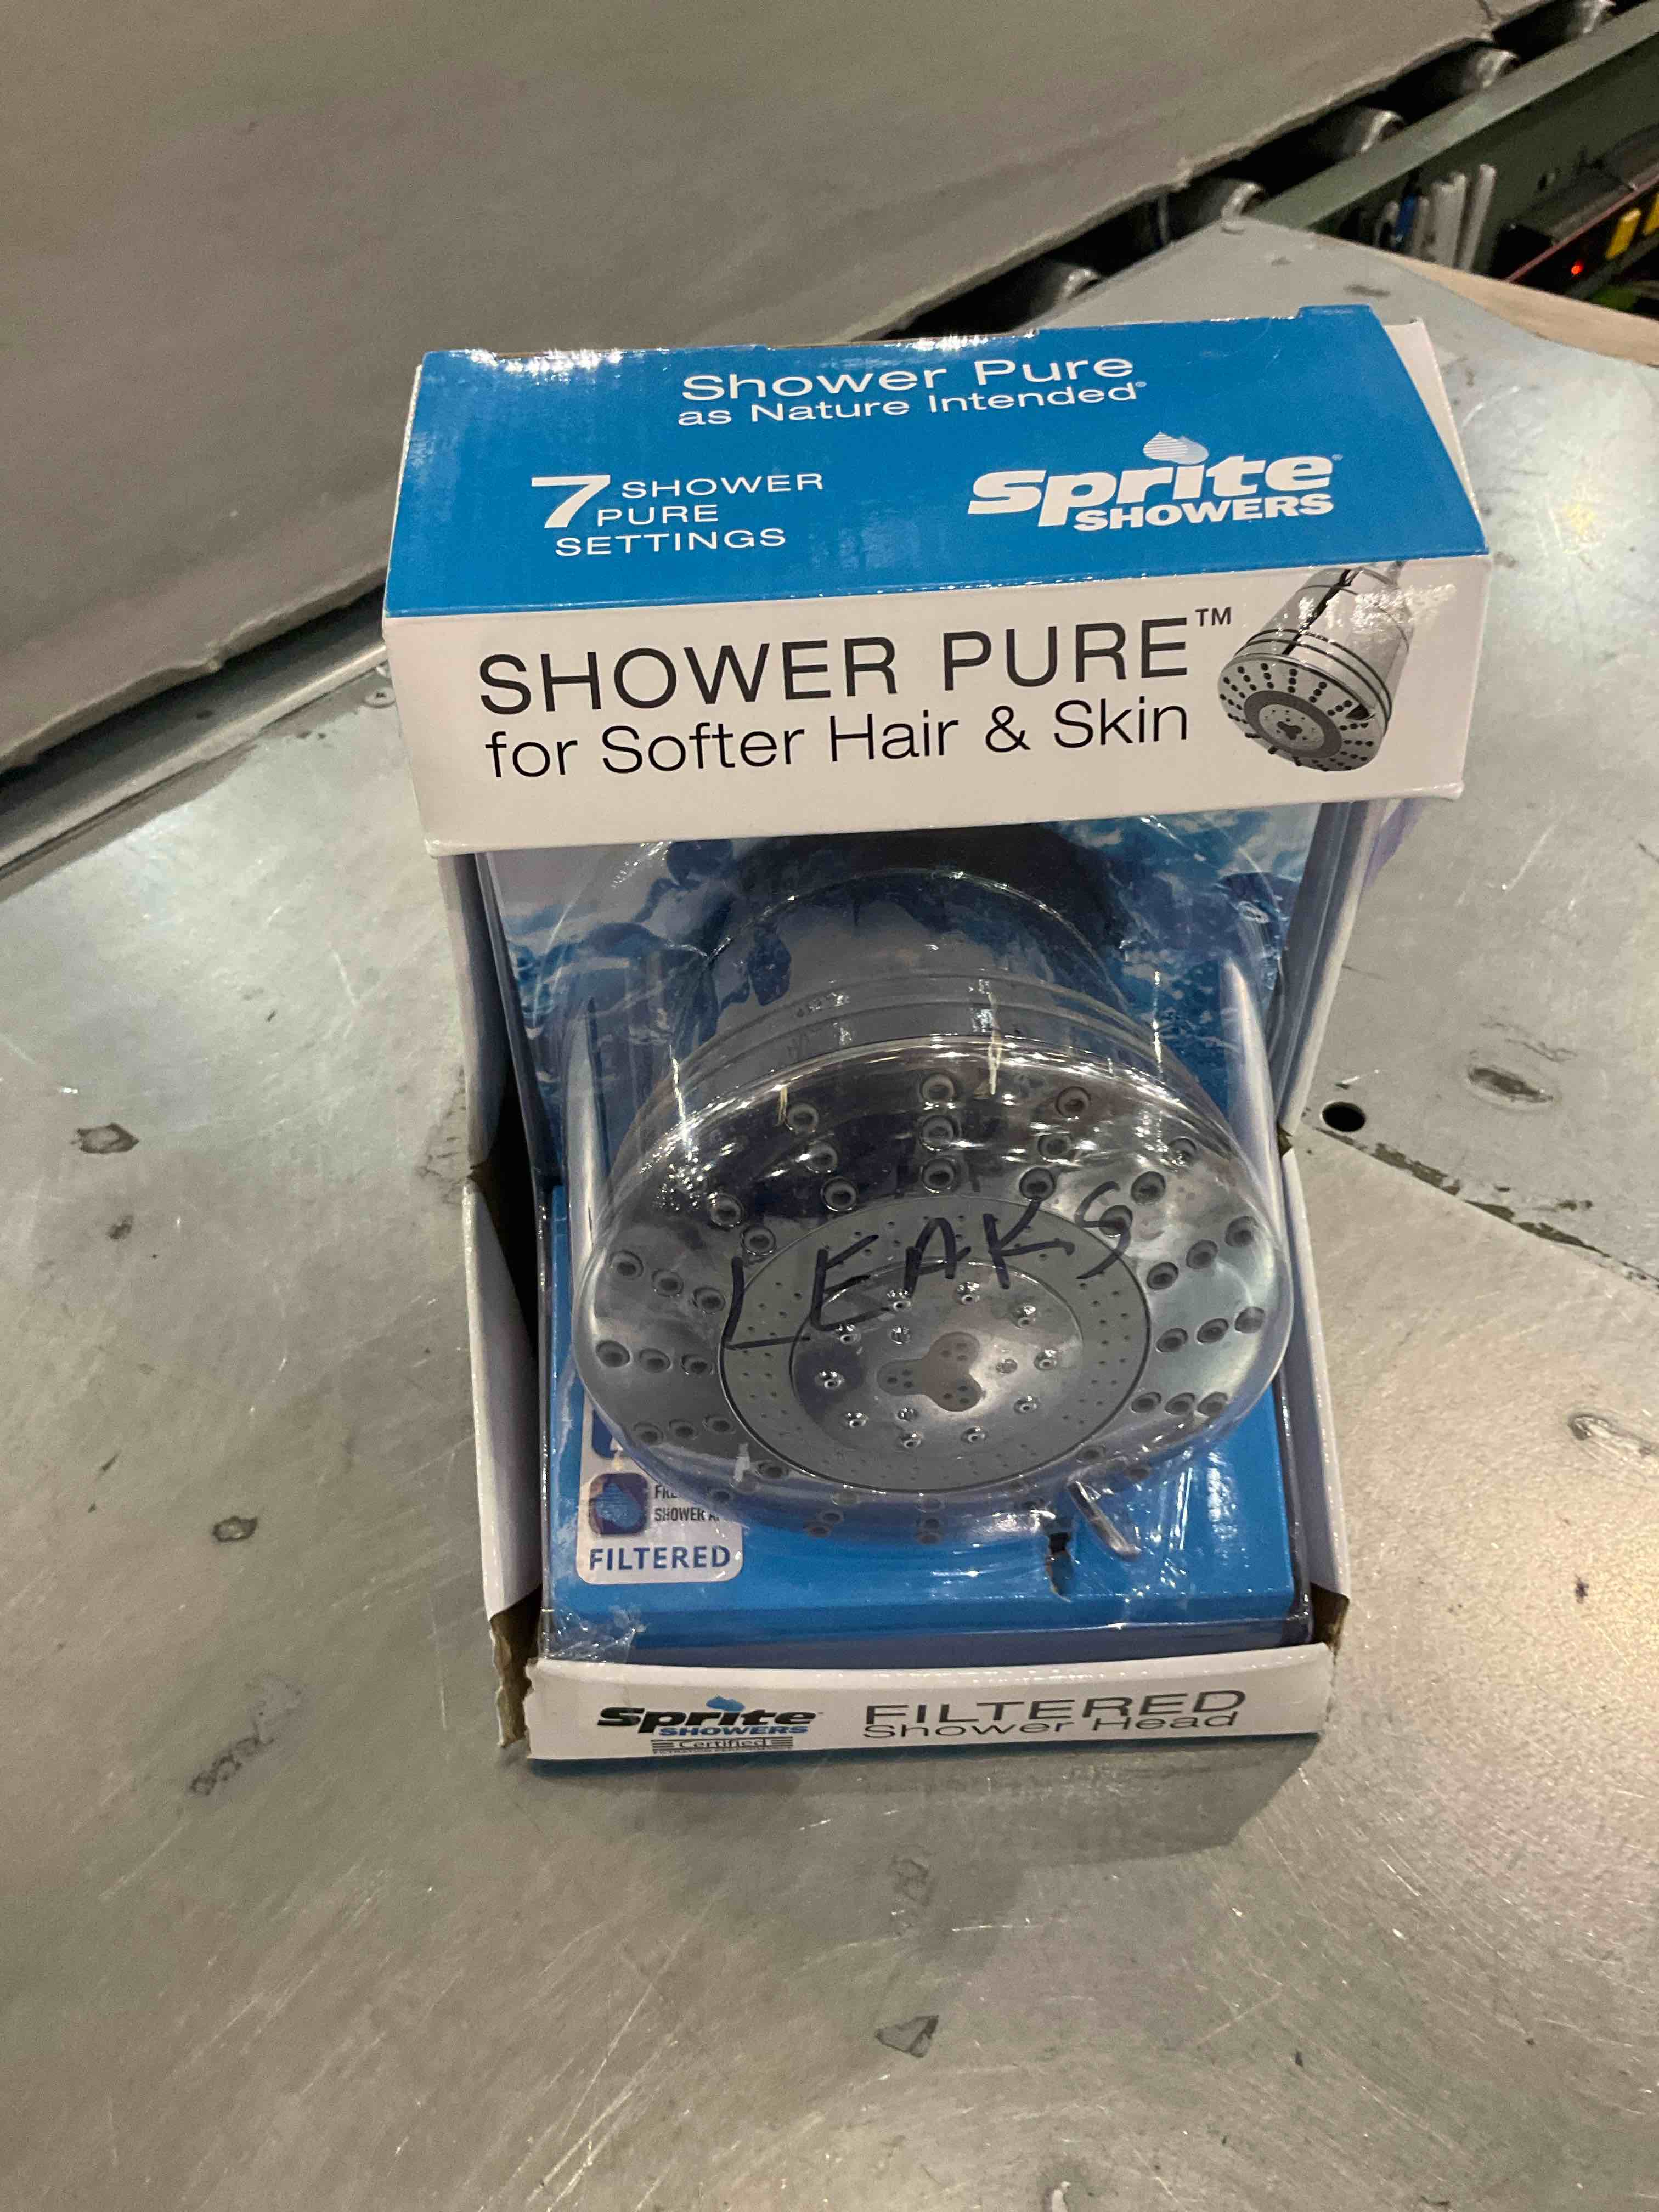 Shower Pure
as Nature Intended®
7 SHOWER
PURE
SETTINGS
Sprite®
SHOWERS
SHOWER PURE™
for Softer Hair & Skin
LEAKS
SHOWER
FILTERED
Sprite
SHOWERS
Certified
FILTERED
Shower Head